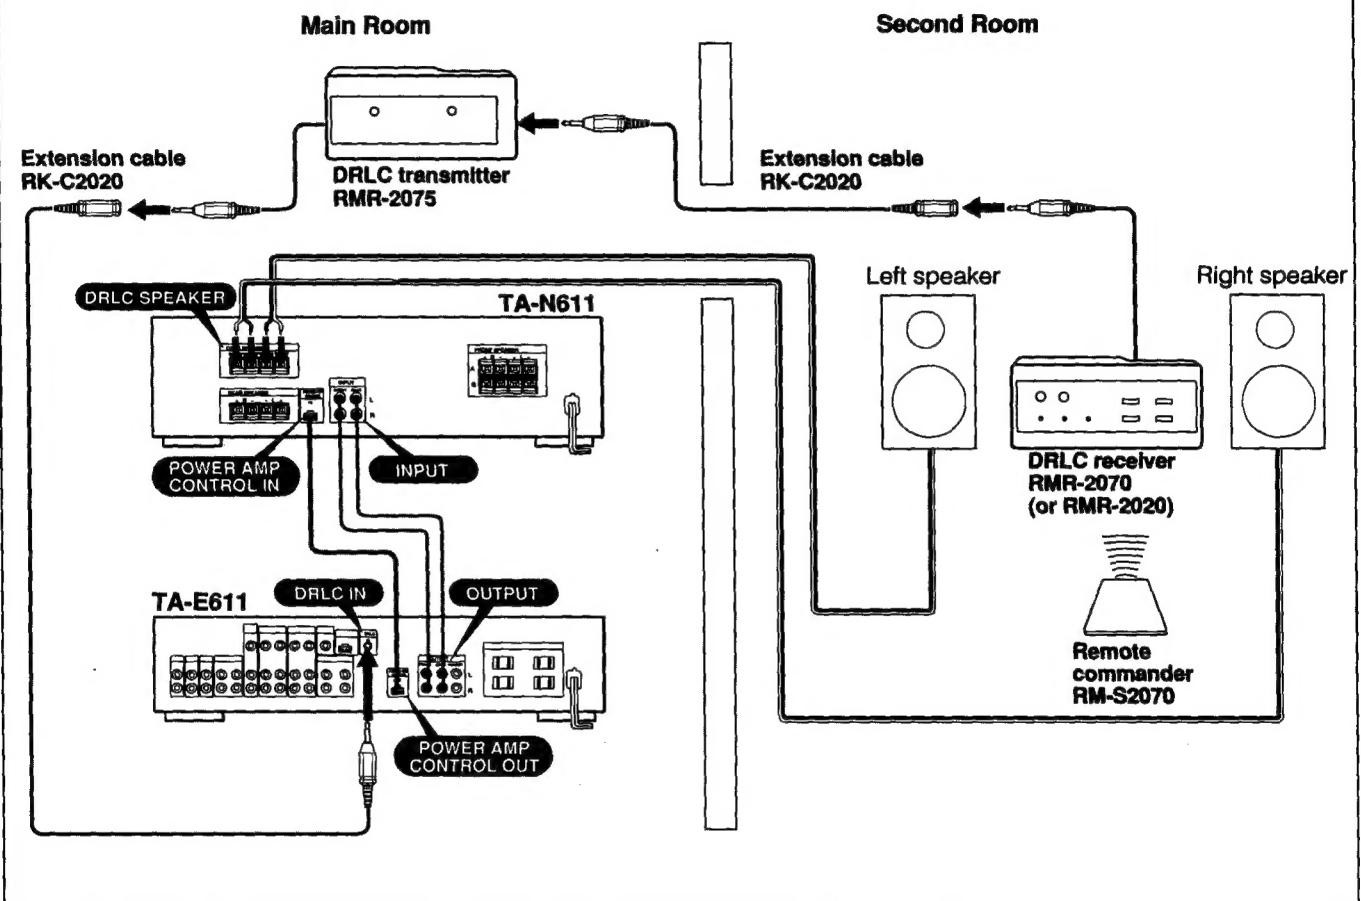 Main Room
Second Room
Extension cable
RK-C2020
DRLC transmitter
RMR-2075
Extension cable
RK-C2020
Left speaker
Right speaker
DRLC SPEAKER
TA-N611
INPUT
L
R
A
B
POWER AMP
CONTROL IN
INPUT
DRLC receiver
RMR-2070
(or RMR-2020)
TA-E611
DRLC IN
OUTPUT
L
R
Remote
commander
RM-S2070
POWER AMP
CONTROL OUT